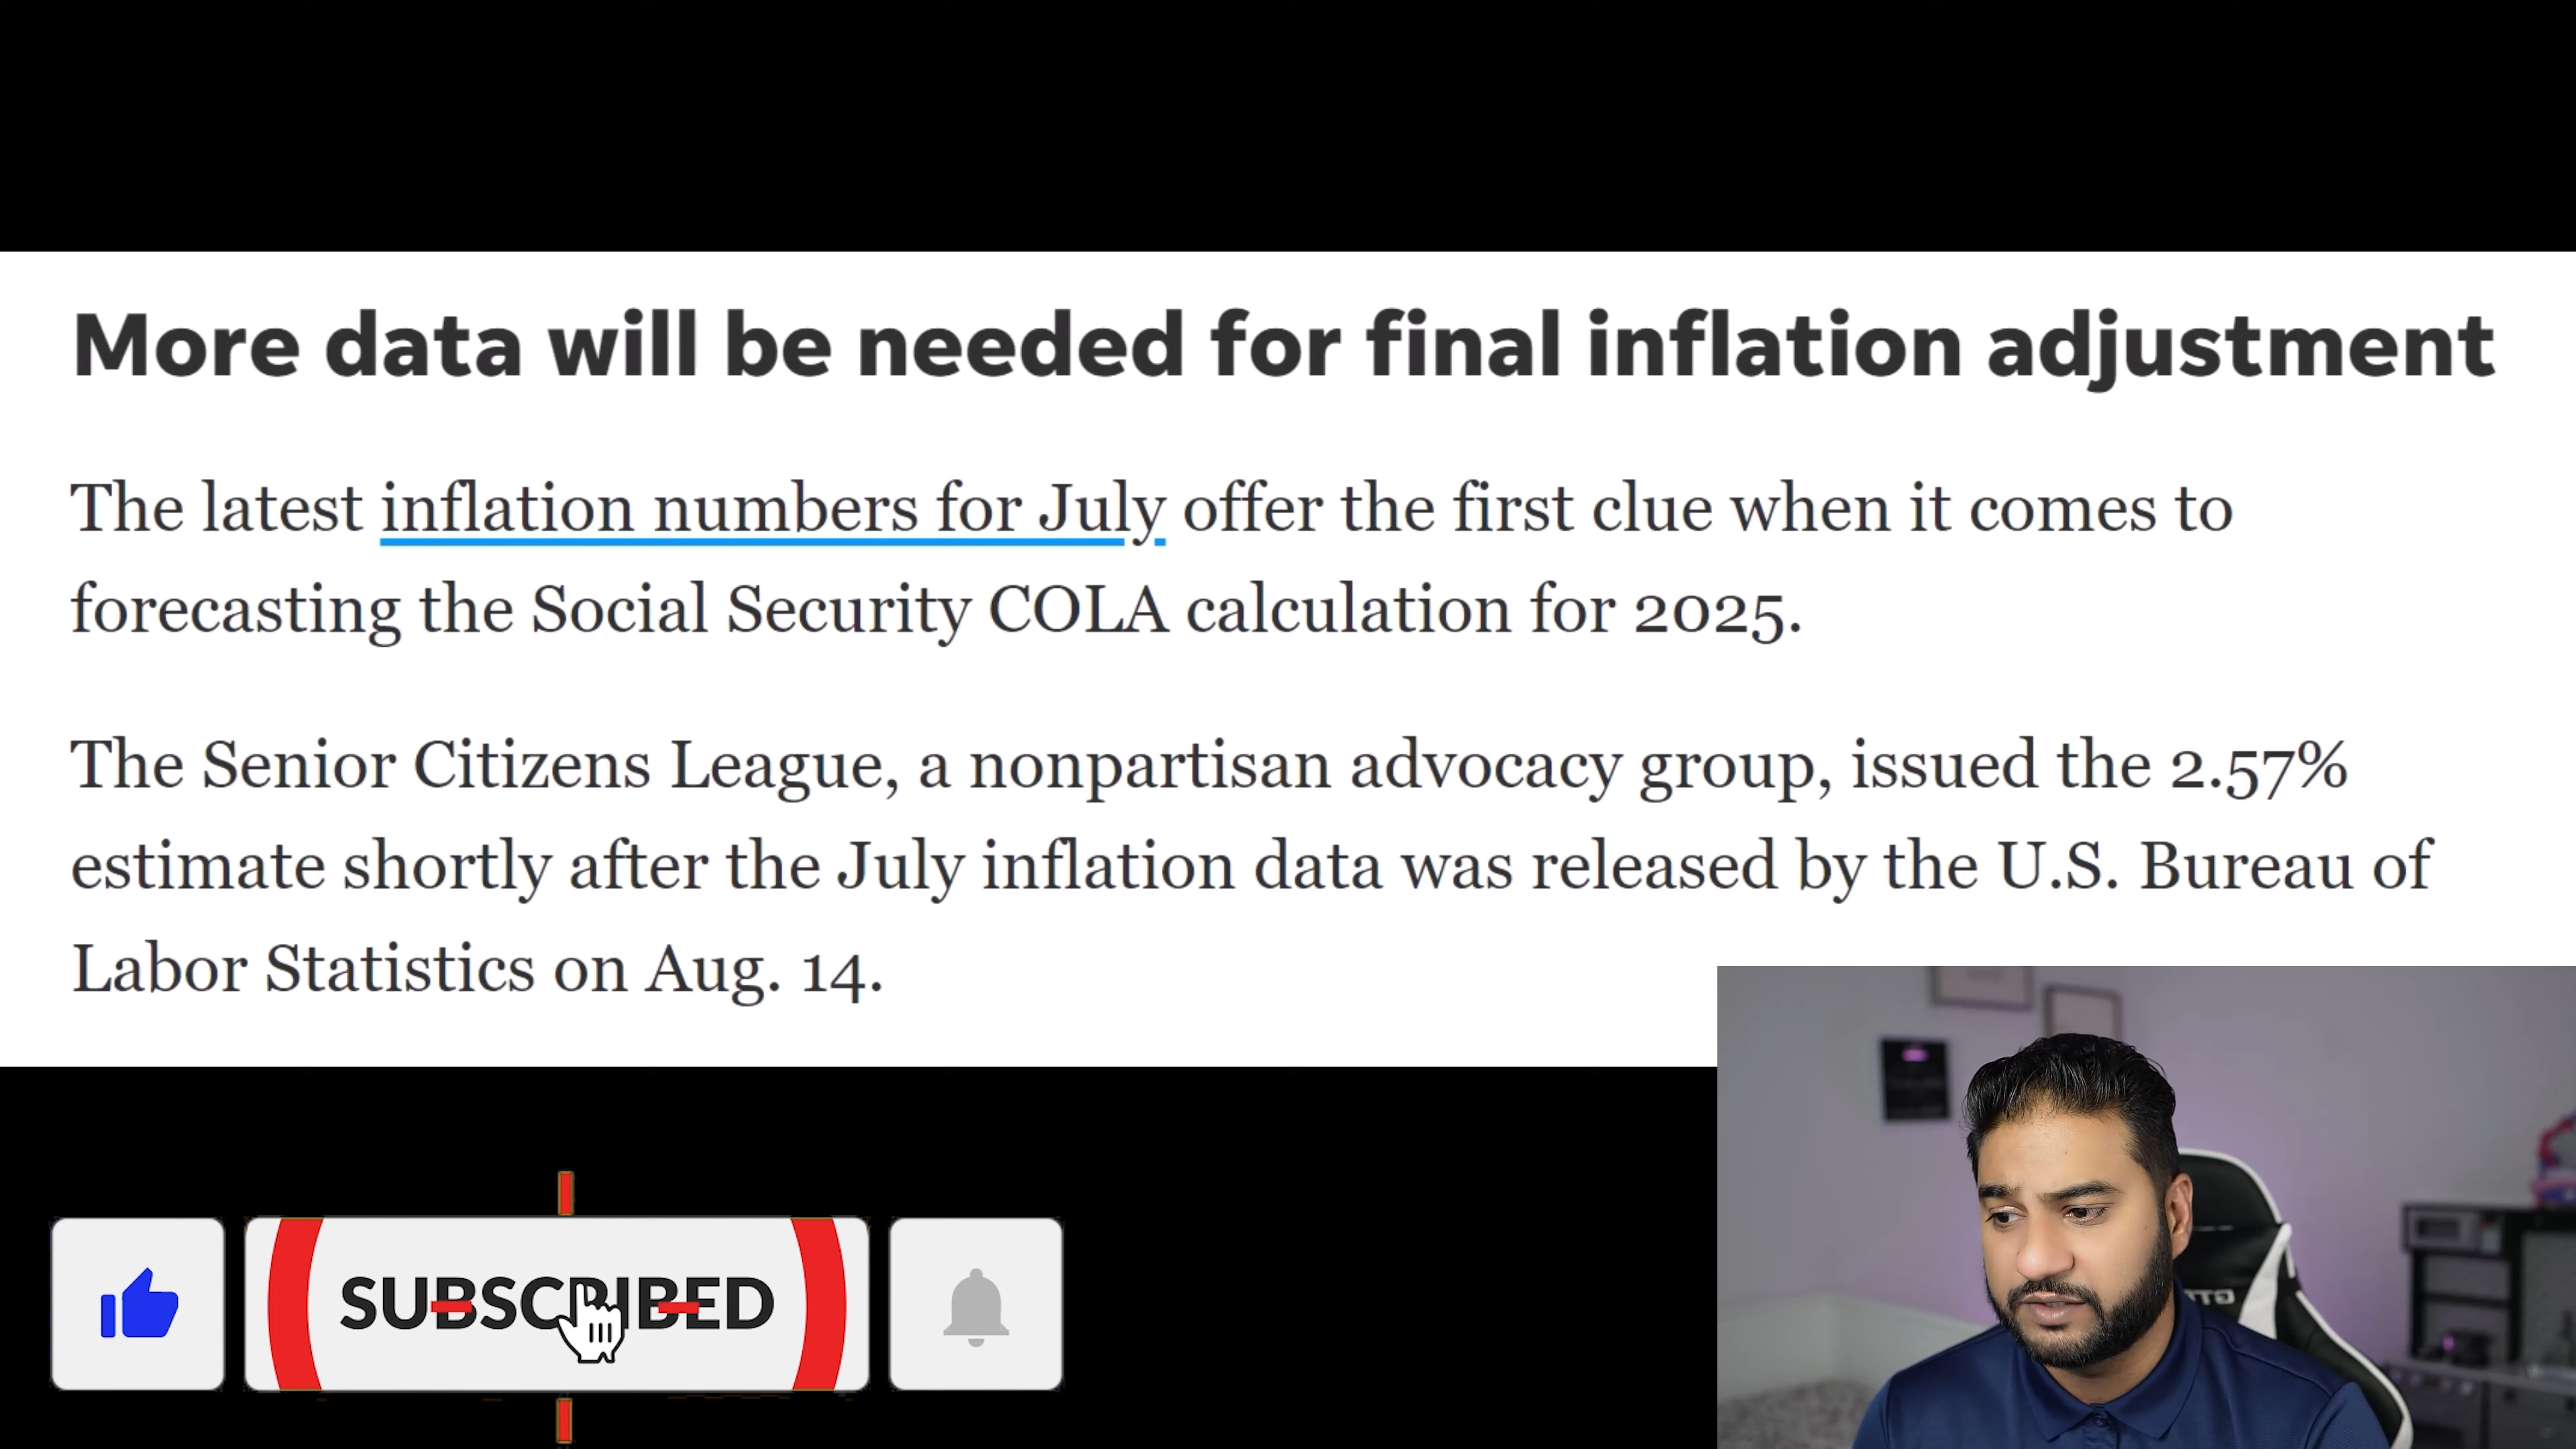 More data will be needed for final inflation adjustment
The latest inflation numbers for July offer the first clue when it comes to
forecasting the Social Security COLA calculation for 2025.
The Senior Citizens League, a nonpartisan advocacy group, issued the 2.57%
estimate shortly after the July inflation data was released by the U.S. Bureau of
Labor Statistics on Aug. 14.
SUBSCRIBED